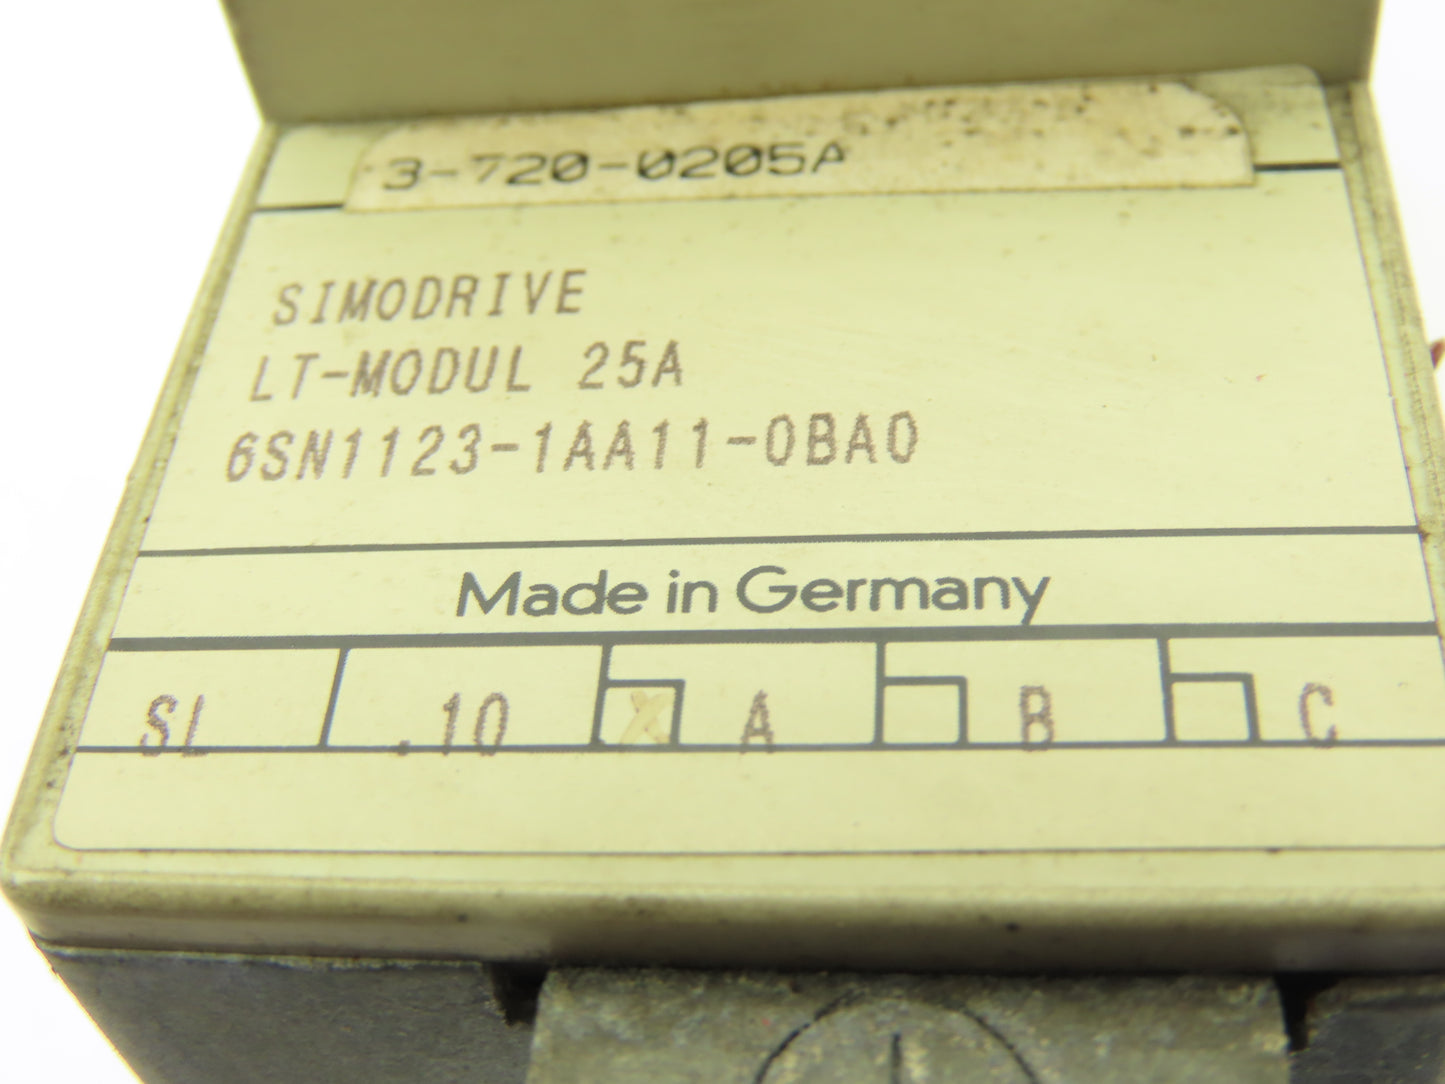 3-720-0205A
SIMODRIVE
LT-MODUL 25A
6SN1123-1AA11-0BA0
Made in Germany
SL .10 X A B C